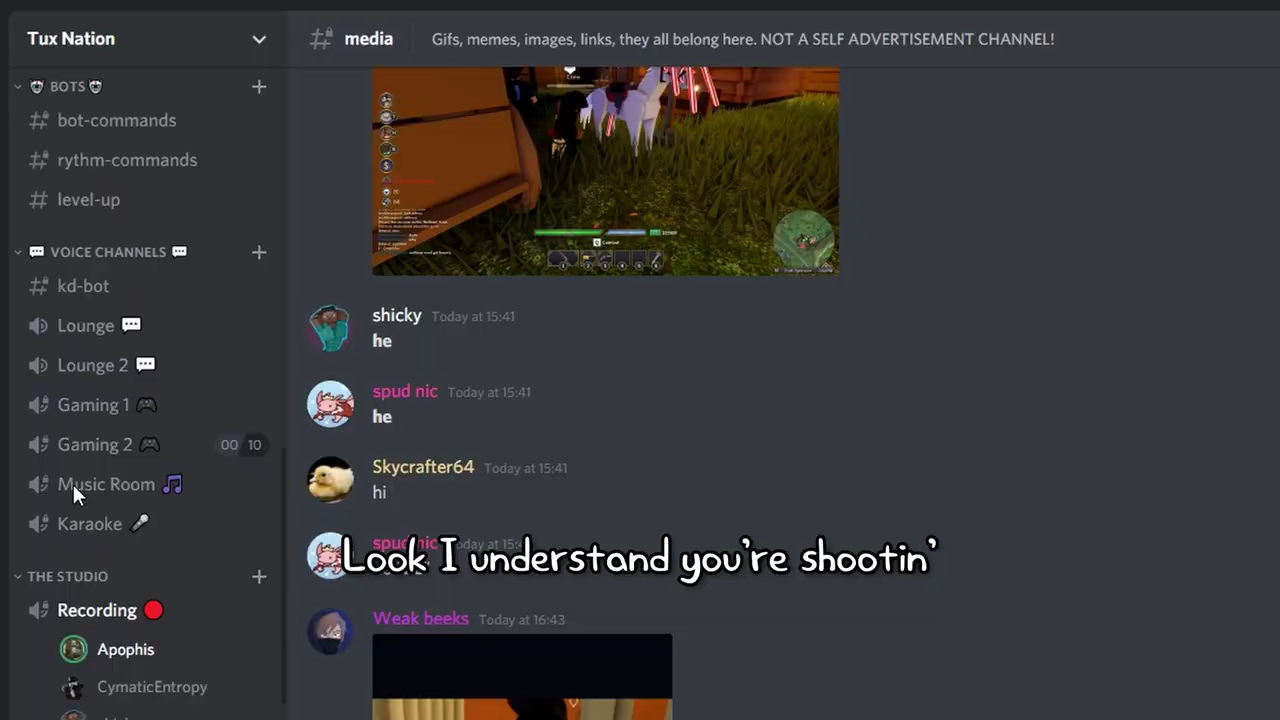 Tux Nation
media
Gifs, memes, images, links, they all belong here. NOT A SELF ADVERTISEMENT CHANNEL!
BOTS
bot-commands
rythm-commands
level-up
VOICE CHANNELS
kd-bot
Lounge
Lounge 2
Gaming 1
Gaming 2
00 10
Music Room
Karaoke
THE STUDIO
Recording
Apophis
CymaticEntropy
shicky Today at 15:41
he
spud nic Today at 15:41
he
Skycrafter64 Today at 15:41
hi
spud nic
Look I understand you're shootin'
Weak beeks Today at 16:43